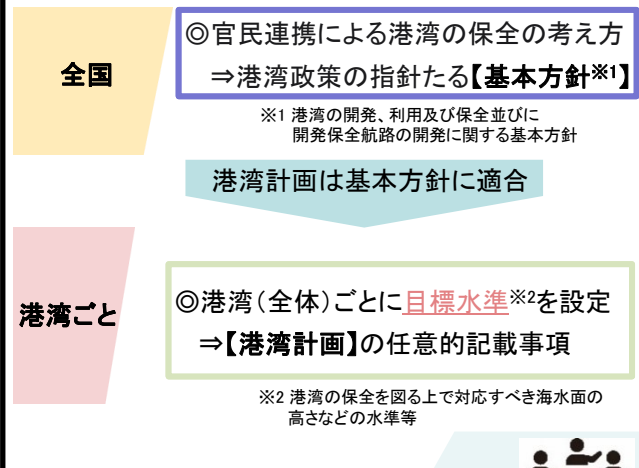 ◎官民連携による港湾の保全の考え方
全国
⇒港湾政策の指針たる【基本方針※1】
※1 港湾の開発、利用及び保全並びに
開発保全航路の開発に関する基本方針
港湾計画は基本方針に適合
港湾ごと
◎港湾(全体)ごとに目標水準※2を設定
⇒【港湾計画】の任意的記載事項
※2 港湾の保全を図る上で対応すべき海水面の
高さなどの水準等